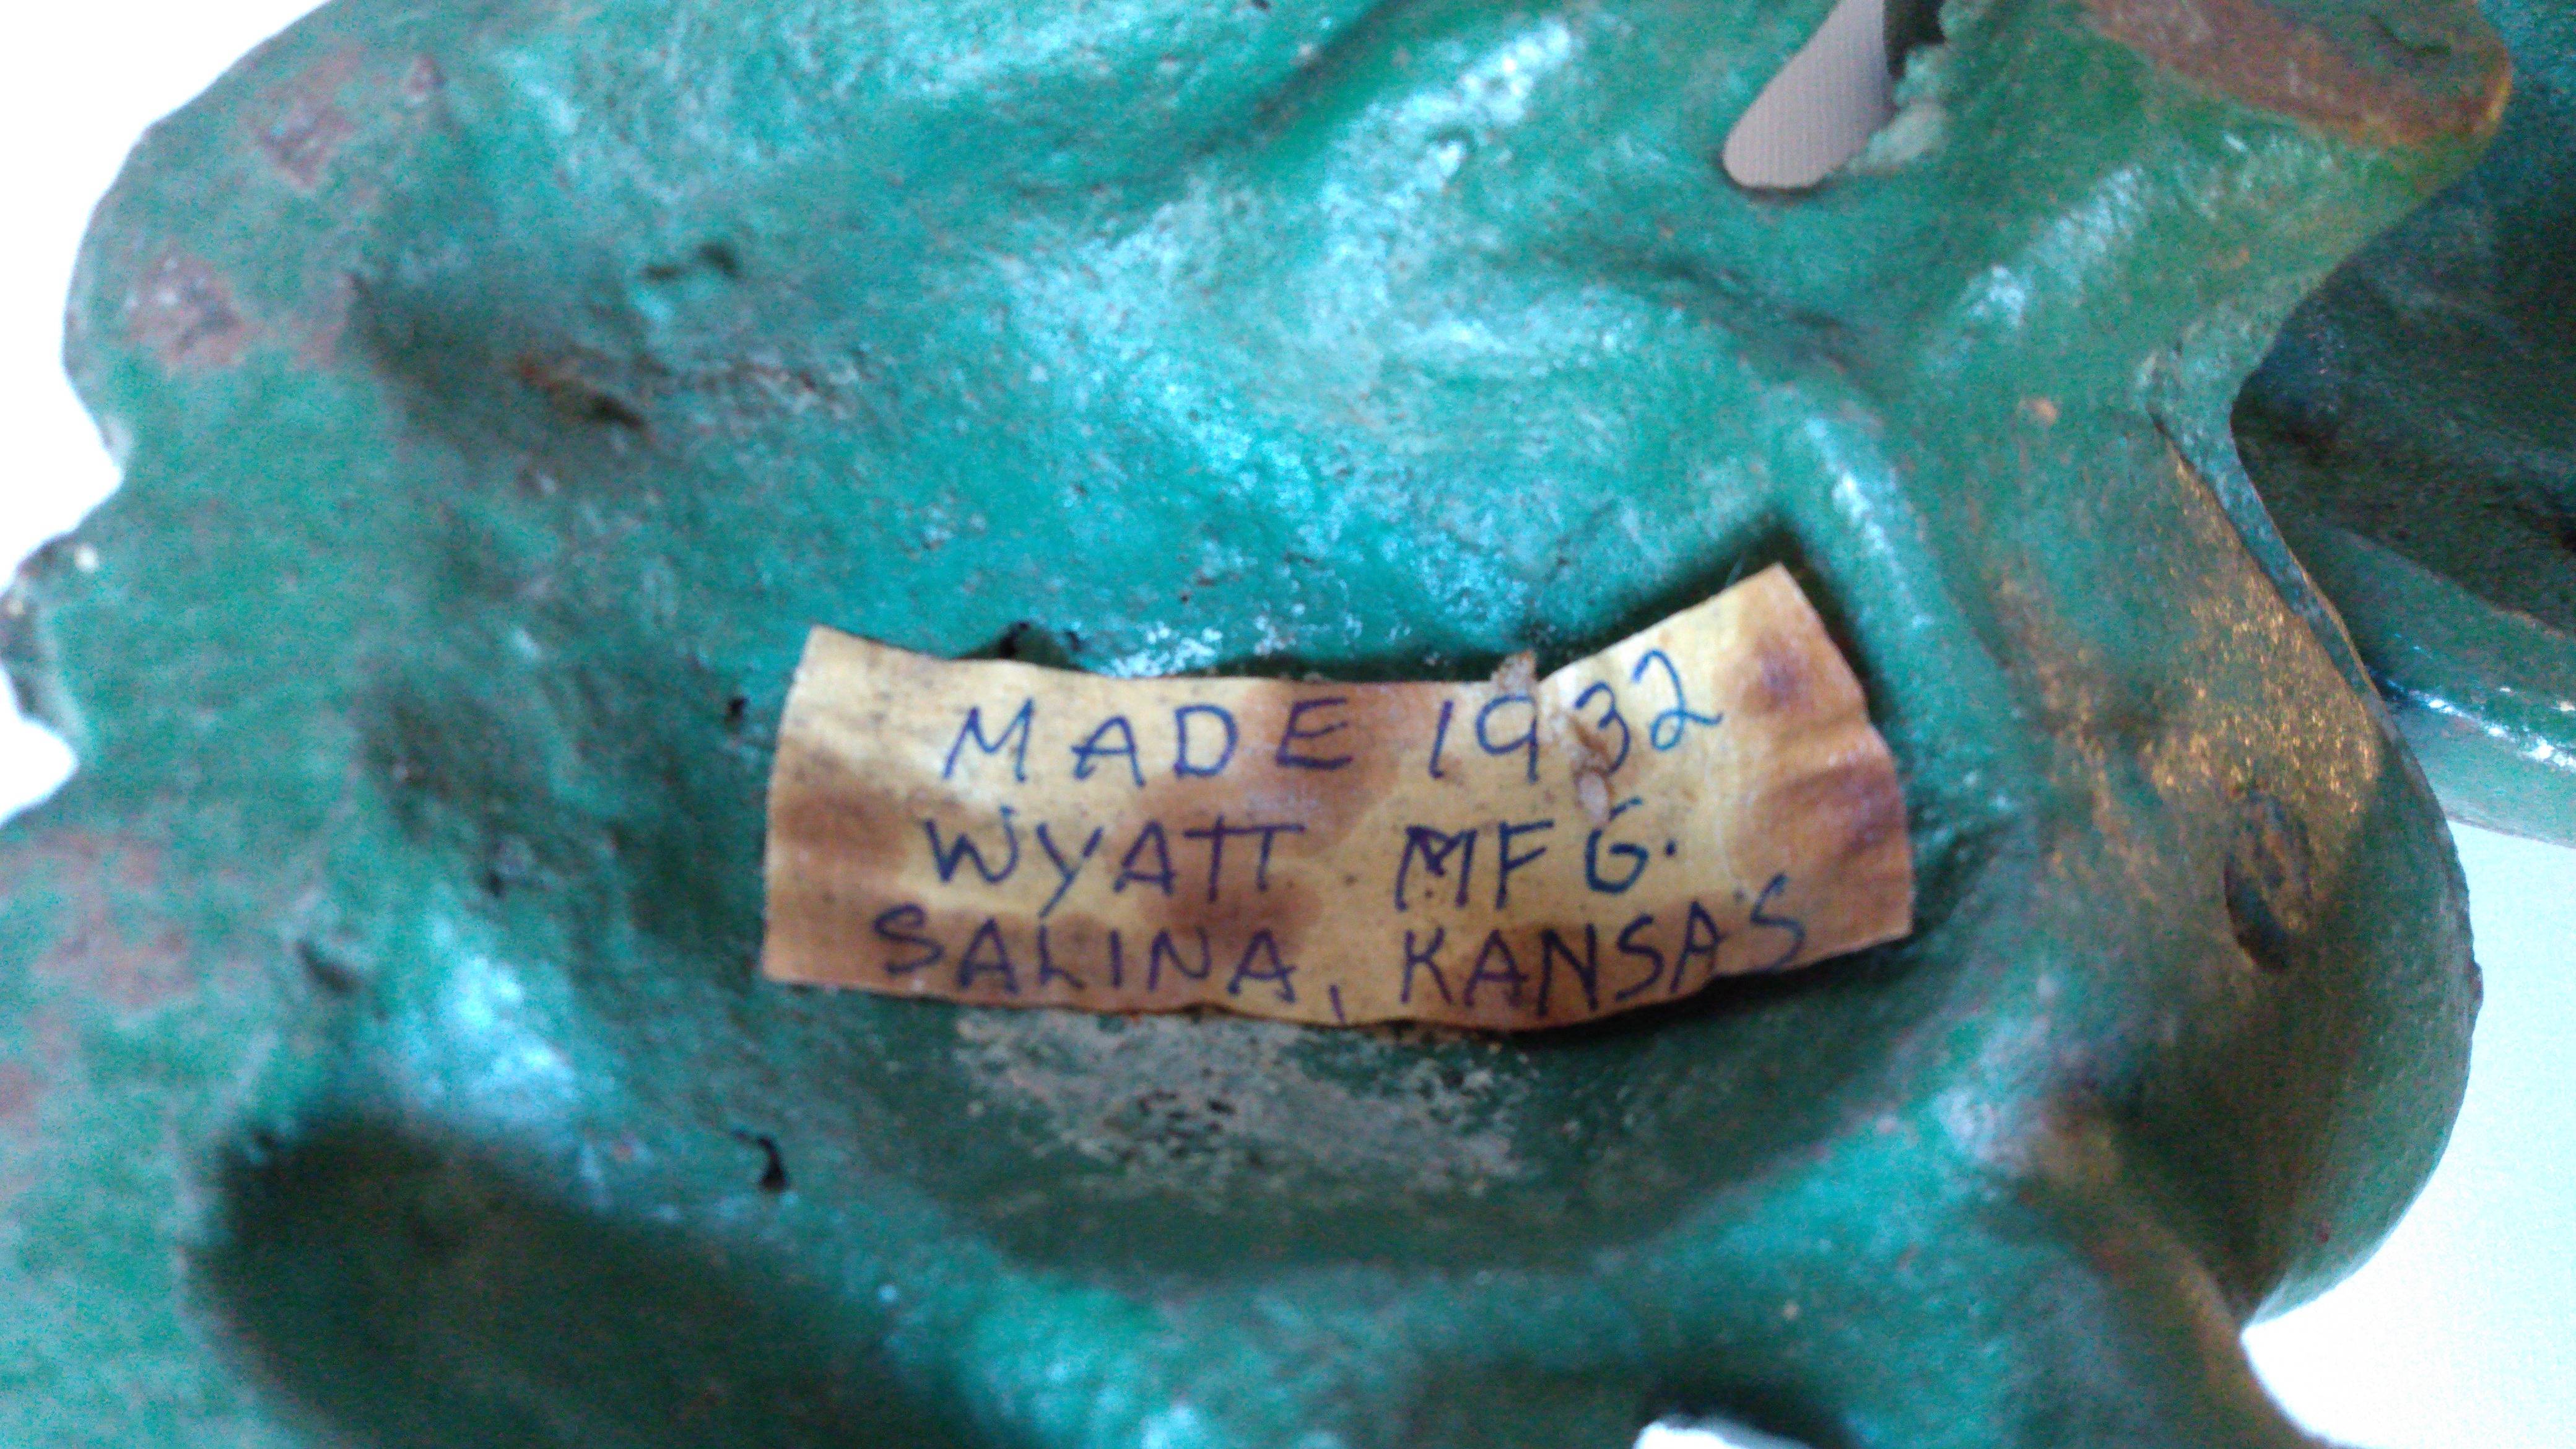 MADE 1932
WYATT MFG.
SALINA, KANSAS